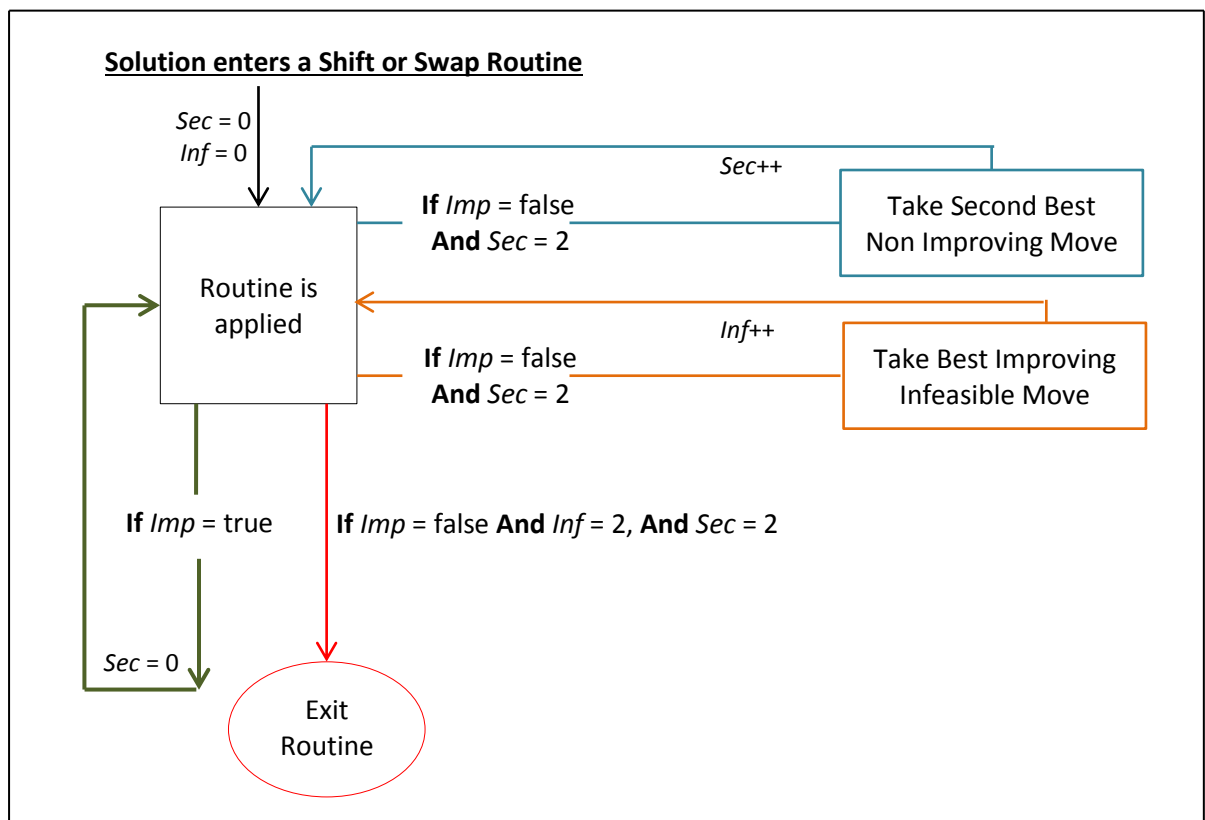 Solution enters a Shift or Swap Routine
Sec = 0
Inf = 0
Sec++
If Imp = false
And Sec = 2
Take Second Best
Non Improving Move
Routine is
applied
Inf++
If Imp = false
And Sec = 2
Take Best Improving
Infeasible Move
If Imp = true
If Imp = false And Inf = 2, And Sec = 2
Sec = 0
Exit
Routine